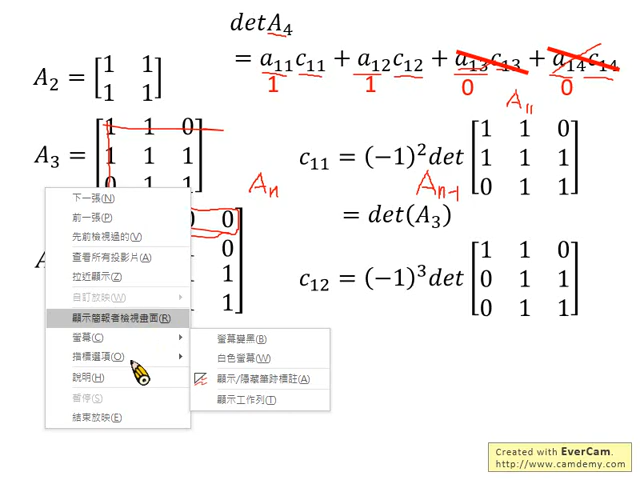 detA₄
= a₁₁c₁₁ + a₁₂c₁₂ + a₁₃c₁₃ + a₁₄c₁₄
1 1 0 0
A₂ = [1 1
1 1]
A₃ = [1 1 0
1 1 1
0 1 1]
Aₙ
0 0
0
1 1
1
A
A₁₁
c₁₁ = (−1)²det [1 1 0
1 1 1
0 1 1]
Aₙ₋₁
= det(A₃)
c₁₂ = (−1)³det [1 1 0
0 1 1
0 1 1]
下一張(N)
前一張(P)
先前檢視過的(V)
查看所有投影片(A)
拉近顯示(Z)
自訂放映(W)
顯示簡報者檢視畫面(R)
螢幕(C)
指標選項(O)
說明(H)
暫停(S)
結束放映(E)
螢幕變黑(B)
白色螢幕(W)
顯示/隱藏筆跡標註(A)
顯示工作列(T)
Created with EverCam.
http://www.camdemy.com